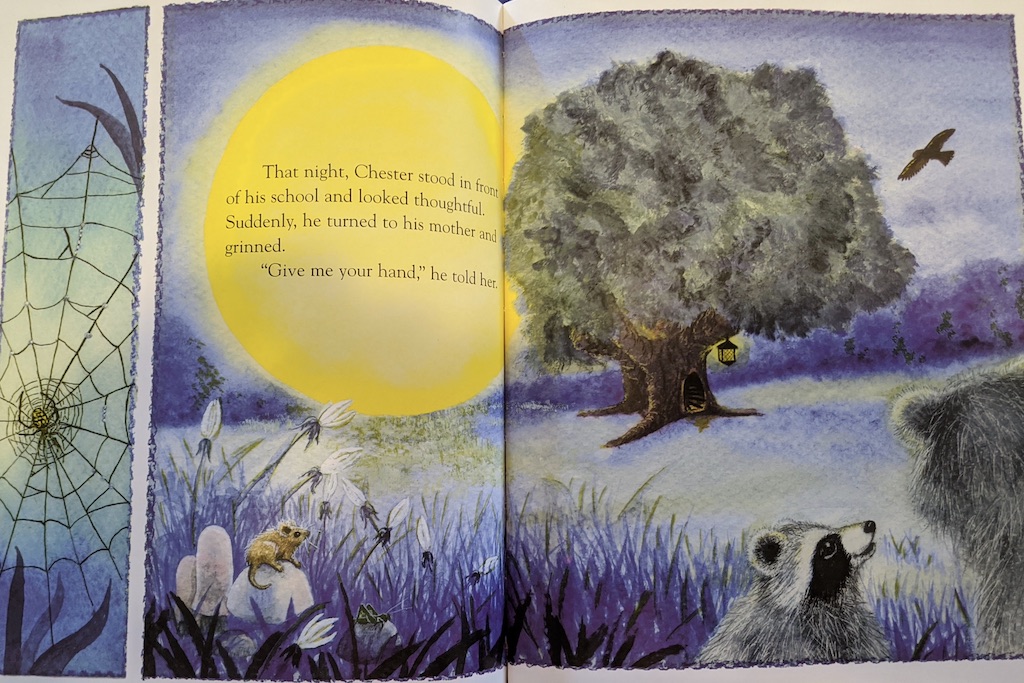 That night, Chester stood in front
of his school and looked thoughtful.
Suddenly, he turned to his mother and
grinned.
“Give me your hand,” he told her.